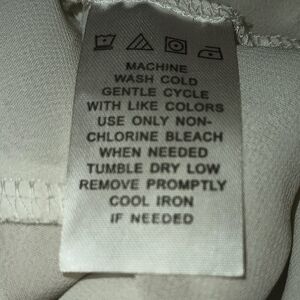 MACHINE
WASH COLD
GENTLE CYCLE
WITH LIKE COLORS
USE ONLY NON-
CHLORINE BLEACH
WHEN NEEDED
TUMBLE DRY LOW
REMOVE PROMPTLY
COOL IRON
IF NEEDED